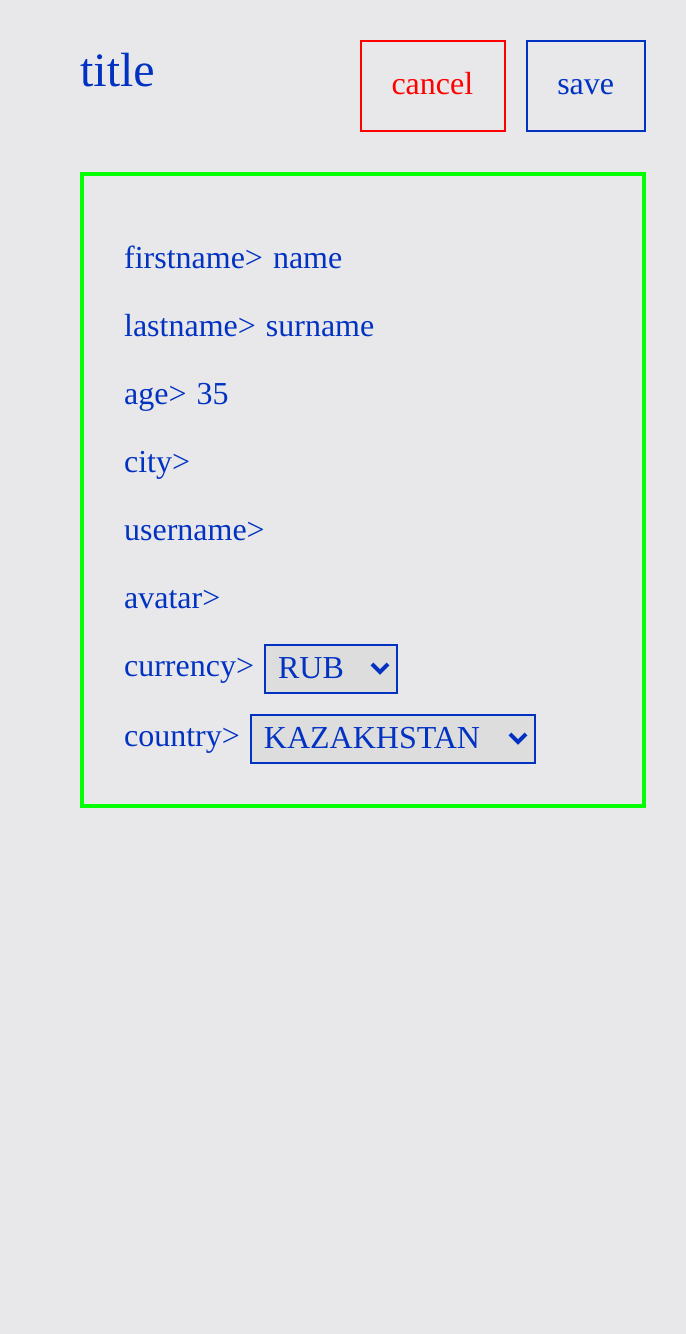 title cancel save
firstname> name
lastname> surname
age> 35
city>
username>
avatar>
currency> RUB
country> KAZAKHSTAN